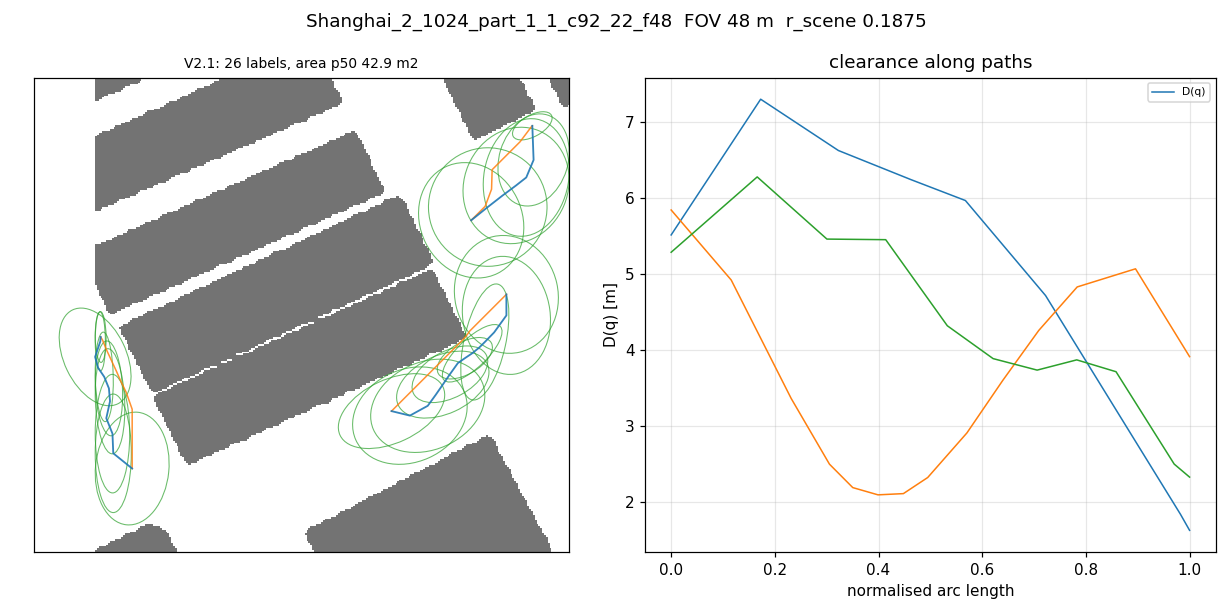 Shanghai_2_1024_part_1_1_c92_22_f48  FOV 48 m  r_scene 0.1875
V2.1: 26 labels, area p50 42.9 m2
clearance along paths
D(q)
7
6
5
4
3
2
D(q) [m]
0.0 0.2 0.4 0.6 0.8 1.0
normalised arc length